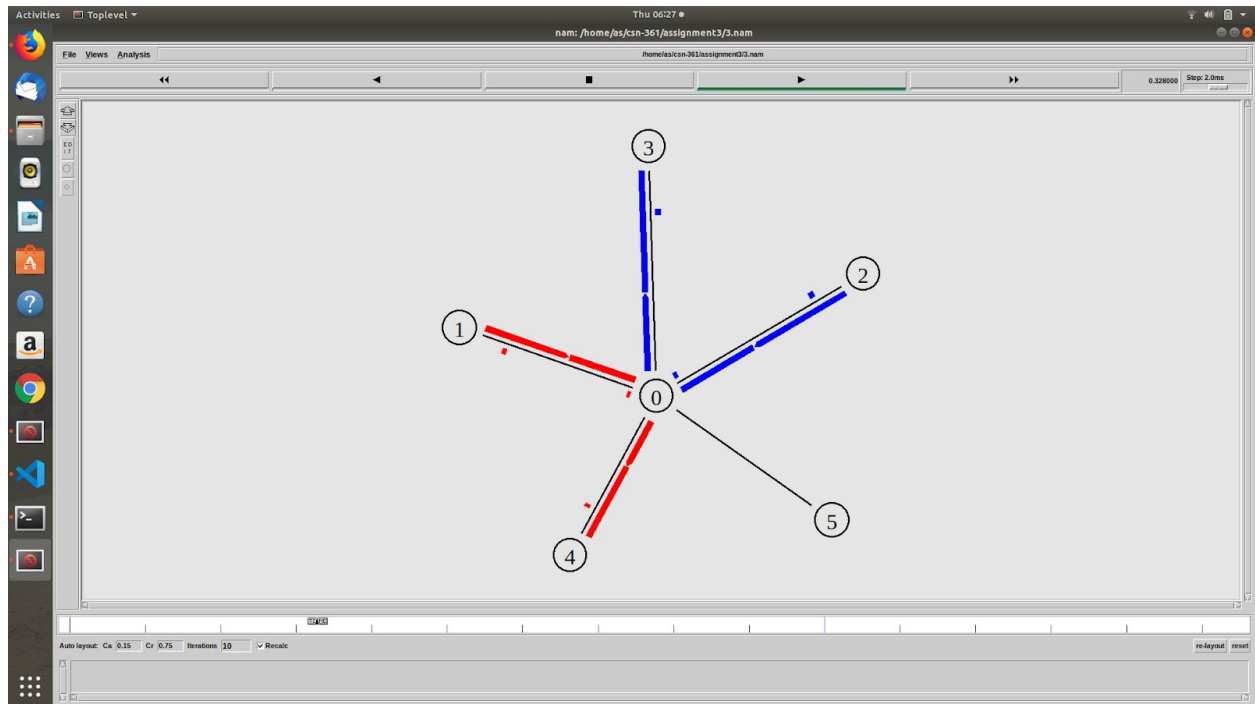 Activities Toplevel Thu 06:27
nam: /home/as/csn-361/assignment3/3.nam
File Views Analysis /home/as/csn-361/assignment3/3.nam
0.328000 Step: 2.0ms
ED
IT
3
2
1
0
5
4
Auto layout: Ca 0.15 Cr 0.75 Iterations 10 Recalc re-layout reset